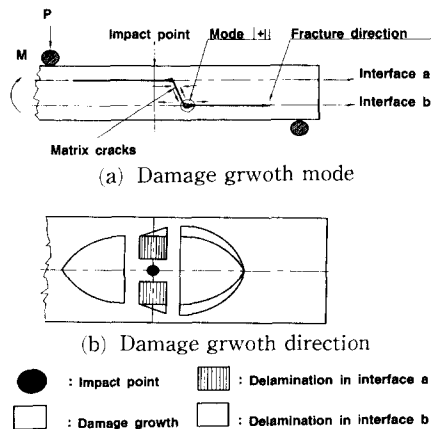 P
M
Impact point
Mode
Fracture direction
Interface a
Interface b
Matrix cracks
(a) Damage grwoth mode
(b) Damage grwoth direction
: Impact point
: Delamination in interface a
: Damage growth
: Delamination in interface b